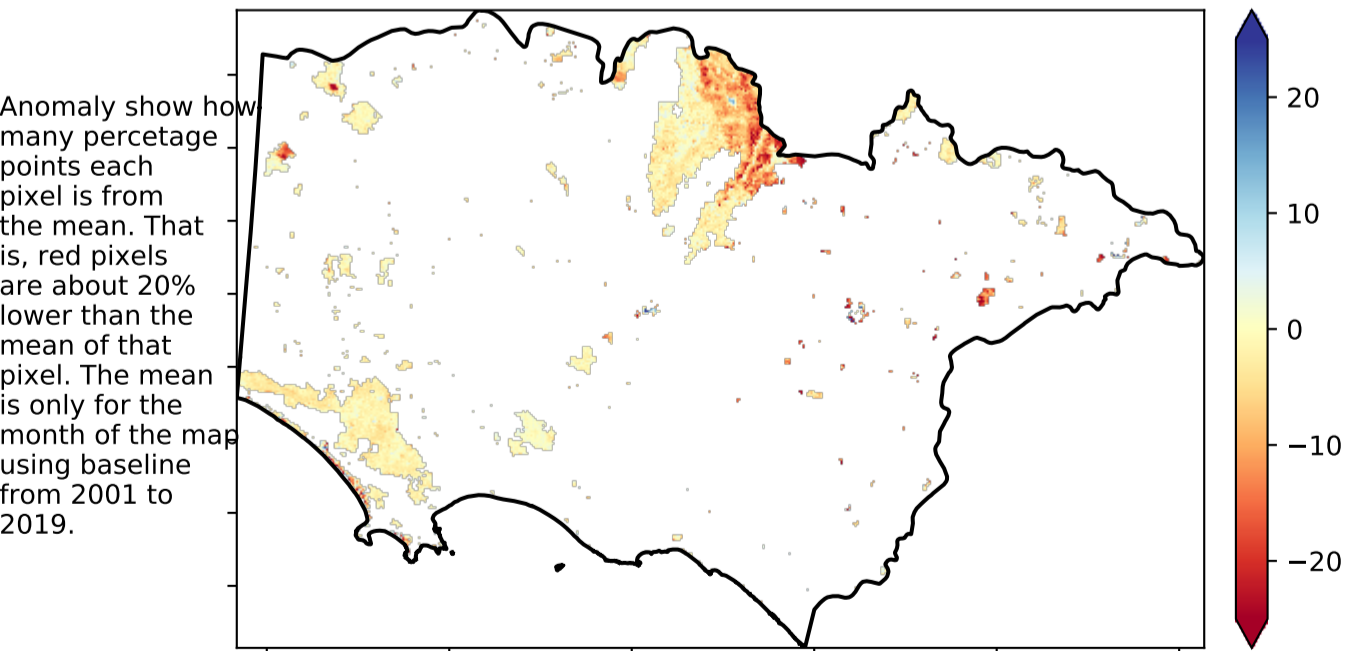 Anomaly show how
many percetage
points each
pixel is from
the mean. That
is, red pixels
are about 20%
lower than the
mean of that
pixel. The mean
is only for the
month of the map
using baseline
from 2001 to
2019.
20
10
0
−10
−20